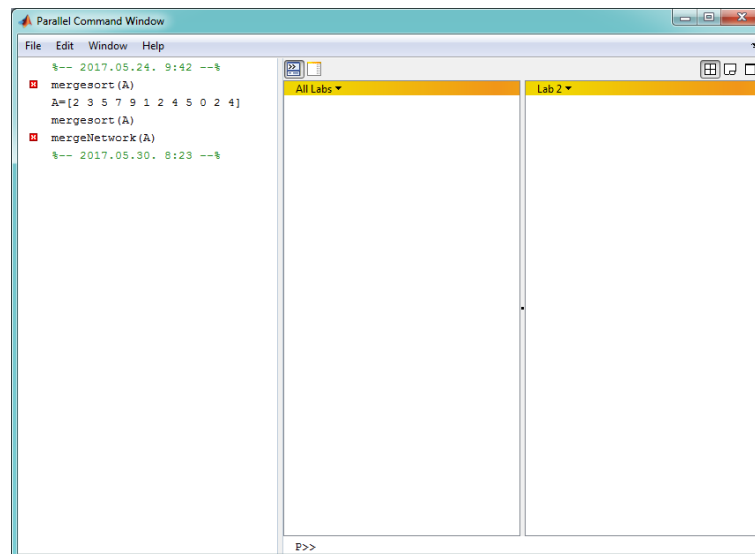 Parallel Command Window
File Edit Window Help
%-- 2017.05.24. 9:42 --%
mergesort(A)
A=[2 3 5 7 9 1 2 4 5 0 2 4]
mergesort(A)
mergeNetwork(A)
%-- 2017.05.30. 8:23 --%
All Labs
Lab 2
P>>